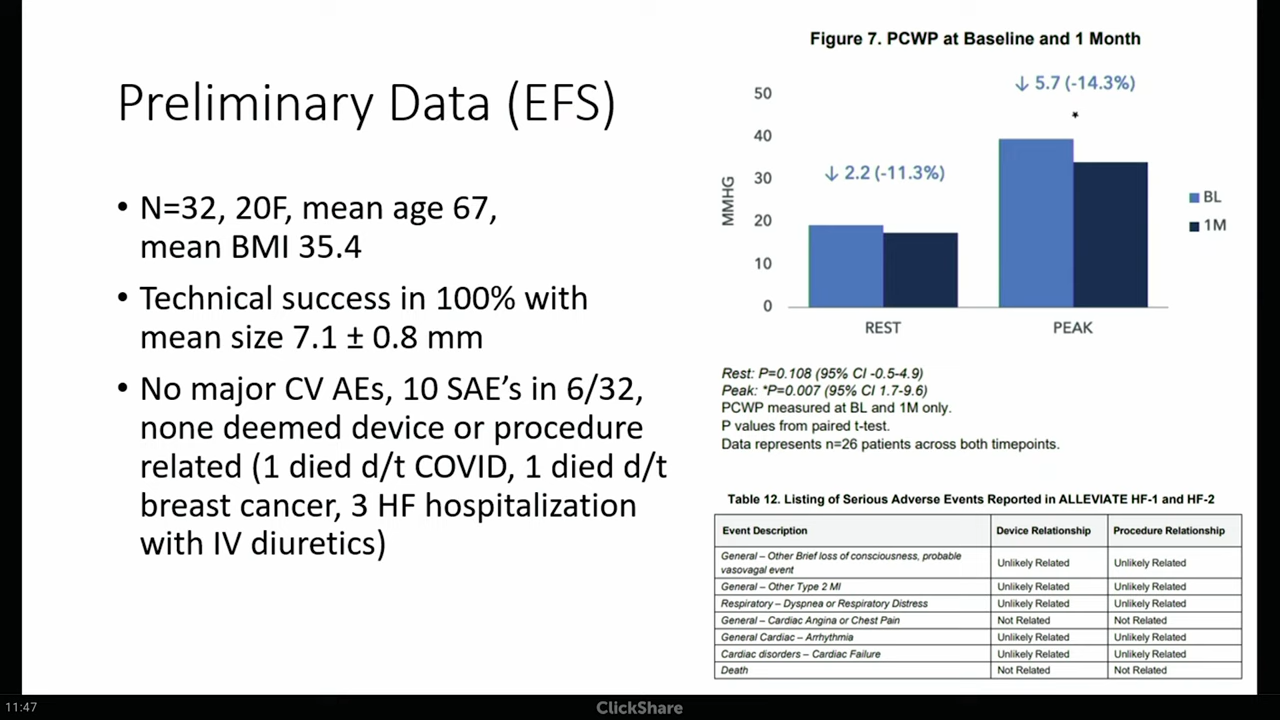 Preliminary Data (EFS)
• N=32, 20F, mean age 67,
mean BMI 35.4
• Technical success in 100% with
mean size 7.1 ± 0.8 mm
• No major CV AEs, 10 SAE’s in 6/32,
none deemed device or procedure
related (1 died d/t COVID, 1 died d/t
breast cancer, 3 HF hospitalization
with IV diuretics)
Figure 7. PCWP at Baseline and 1 Month
↓ 5.7 (-14.3%)
*
↓ 2.2 (-11.3%)
MMHG
50
40
30
20
10
0
REST
PEAK
BL
1M
Rest: P=0.108 (95% CI -0.5-4.9)
Peak: *P=0.007 (95% CI 1.7-9.6)
PCWP measured at BL and 1M only.
P values from paired t-test.
Data represents n=26 patients across both timepoints.
Table 12. Listing of Serious Adverse Events Reported in ALLEVIATE HF-1 and HF-2
Event Description Device Relationship Procedure Relationship
General – Other Brief loss of consciousness, probable
vasovagal event Unlikely Related Unlikely Related
General – Other Type 2 MI Unlikely Related Unlikely Related
Respiratory – Dyspnea or Respiratory Distress Unlikely Related Unlikely Related
General – Cardiac Angina or Chest Pain Not Related Not Related
General Cardiac – Arrhythmia Unlikely Related Unlikely Related
Cardiac disorders – Cardiac Failure Unlikely Related Unlikely Related
Death Not Related Not Related
11:47
ClickShare